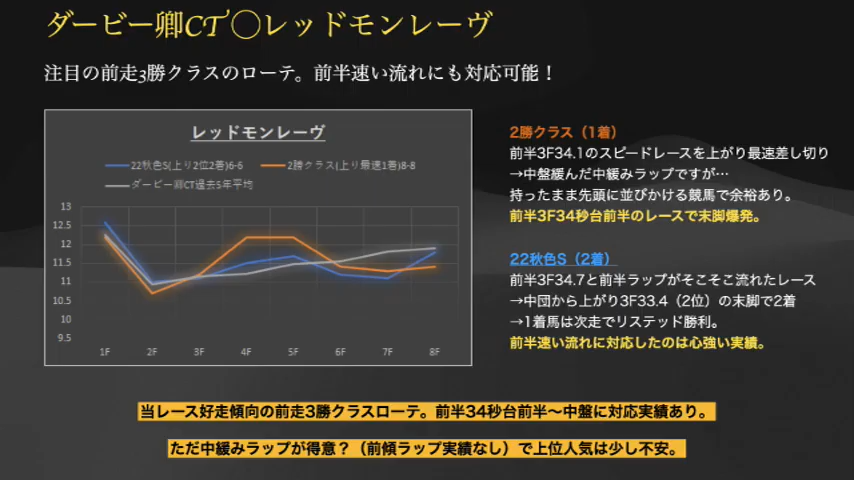 ダービー卿CT ◯レッドモンレーヴ
注目の前走3勝クラスのローテ。前半速い流れにも対応可能！
レッドモンレーヴ
22秋色S(上り2位2着)6-6
2勝クラス(上り最速1着)8-8
ダービー卿CT過去5年平均
13
12.5
12
11.5
11
10.5
10
9.5
1F 2F 3F 4F 5F 6F 7F 8F
2勝クラス（1着）
前半3F34.1のスピードレースを上がり最速差し切り
→中盤緩んだ中緩みラップですが…
持ったまま先頭に並びかける競馬で余裕あり。
前半3F34秒台前半のレースで末脚爆発。
22秋色S（2着）
前半3F34.7と前半ラップがそこそこ流れたレース
→中団から上がり3F33.4（2位）の末脚で2着
→1着馬は次走でリステッド勝利。
前半速い流れに対応したのは心強い実績。
当レース好走傾向の前走3勝クラスローテ。前半34秒台前半〜中盤に対応実績あり。
ただ中緩みラップが得意？（前傾ラップ実績なし）で上位人気は少し不安。